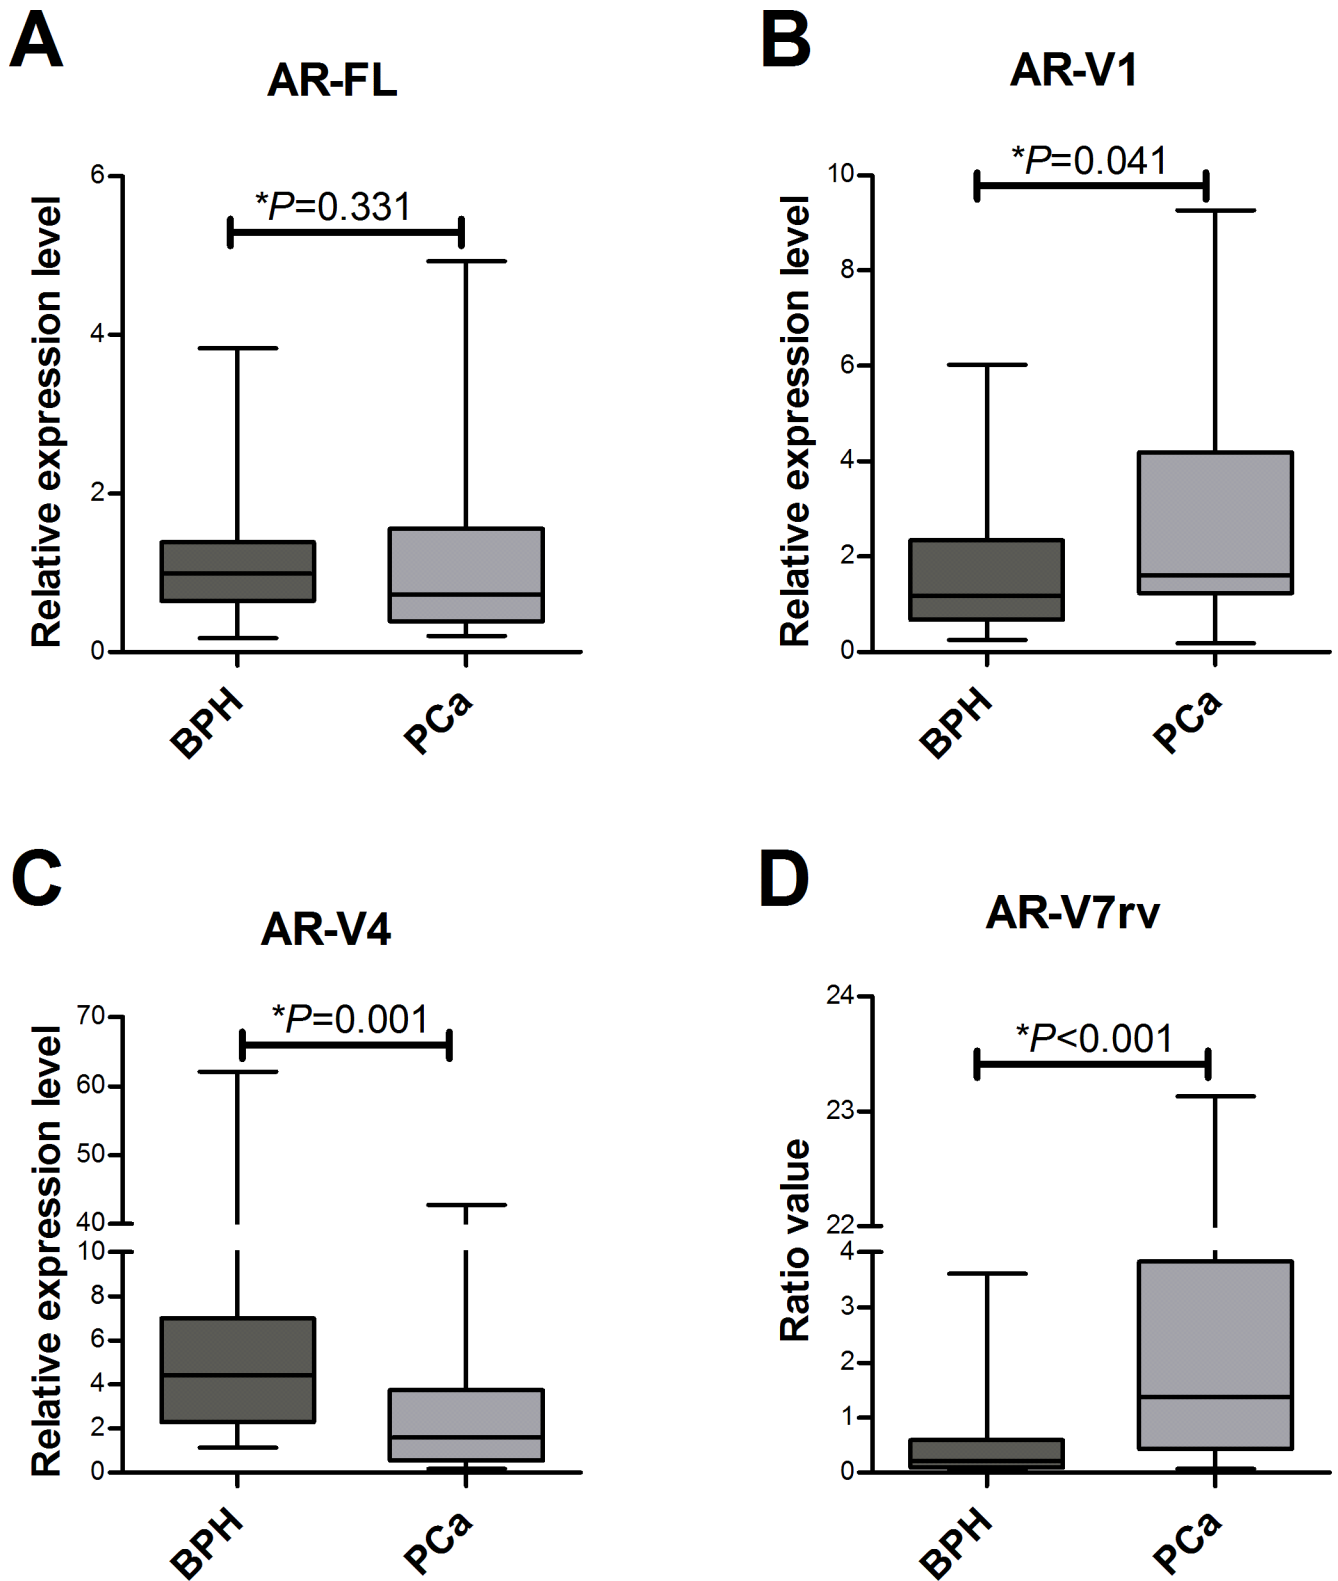 A
AR-FL
*P=0.331
Relative expression level
6
4
2
0
BPH
PCa
B
AR-V1
*P=0.041
Relative expression level
10
8
6
4
2
0
BPH
PCa
C
AR-V4
*P=0.001
Relative expression level
70
60
50
40
10
8
6
4
2
0
BPH
PCa
D
AR-V7rv
*P<0.001
Ratio value
24
23
22
4
3
2
1
0
BPH
PCa